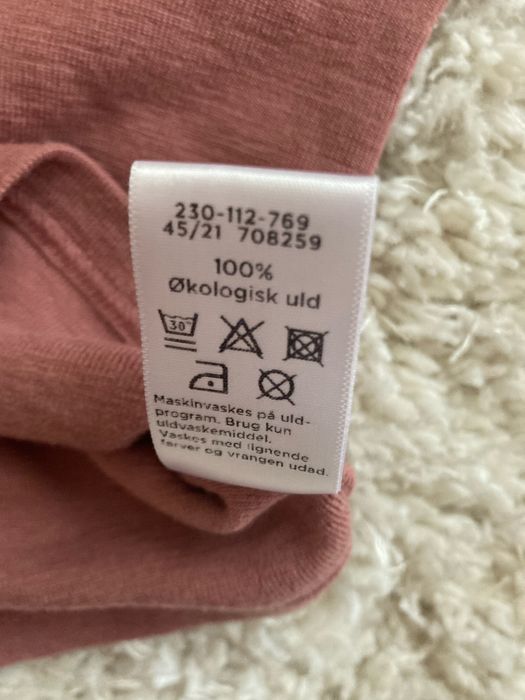 230-112-769
45/21 708259
100%
Økologisk uld
30°
Maskinvaskes på uld-
program. Brug kun
uldvaskemiddel.
Vaskes med lignende
farver og vrangen udad.